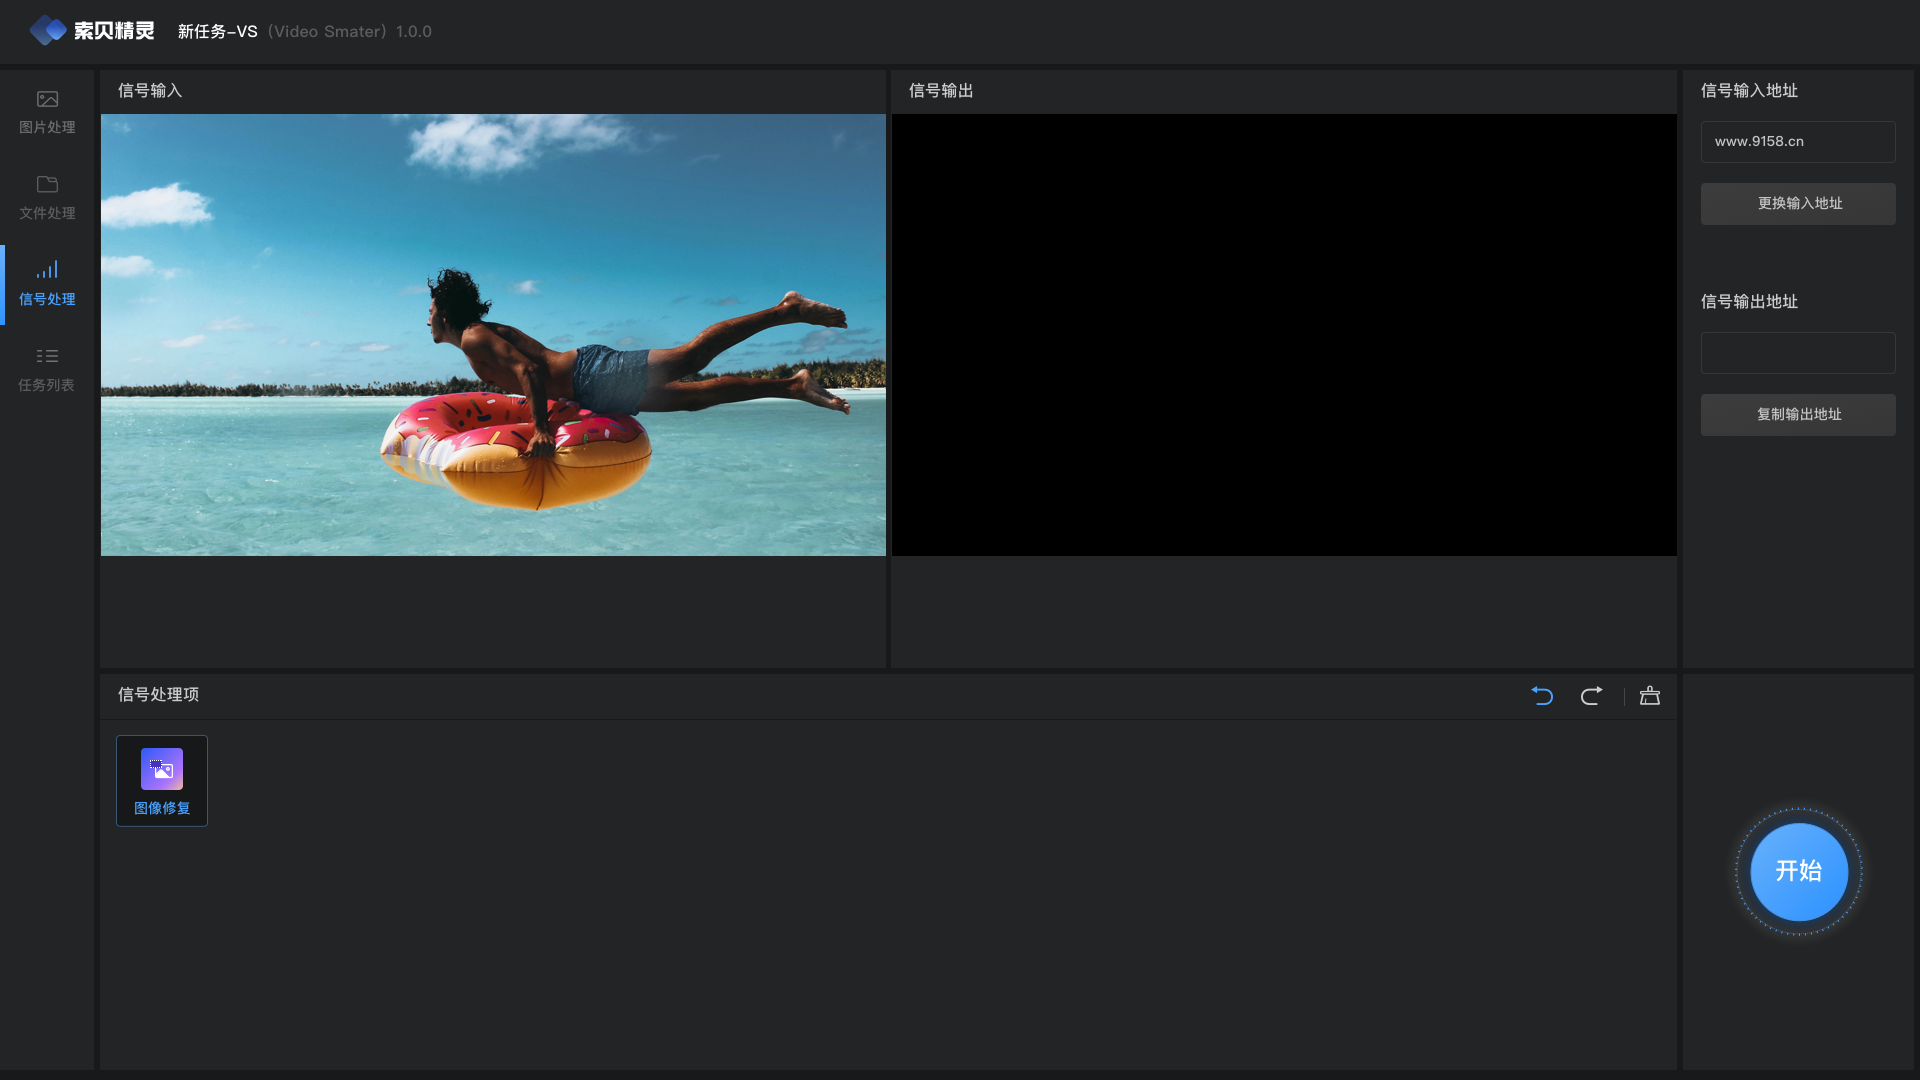 索贝精灵 新任务-VS（Video Smater）1.0.0
图片处理
文件处理
信号处理
任务列表
信号输入
信号输出
信号输入地址
www.9158.cn
更换输入地址
信号输出地址
复制输出地址
信号处理项
图像修复
开始